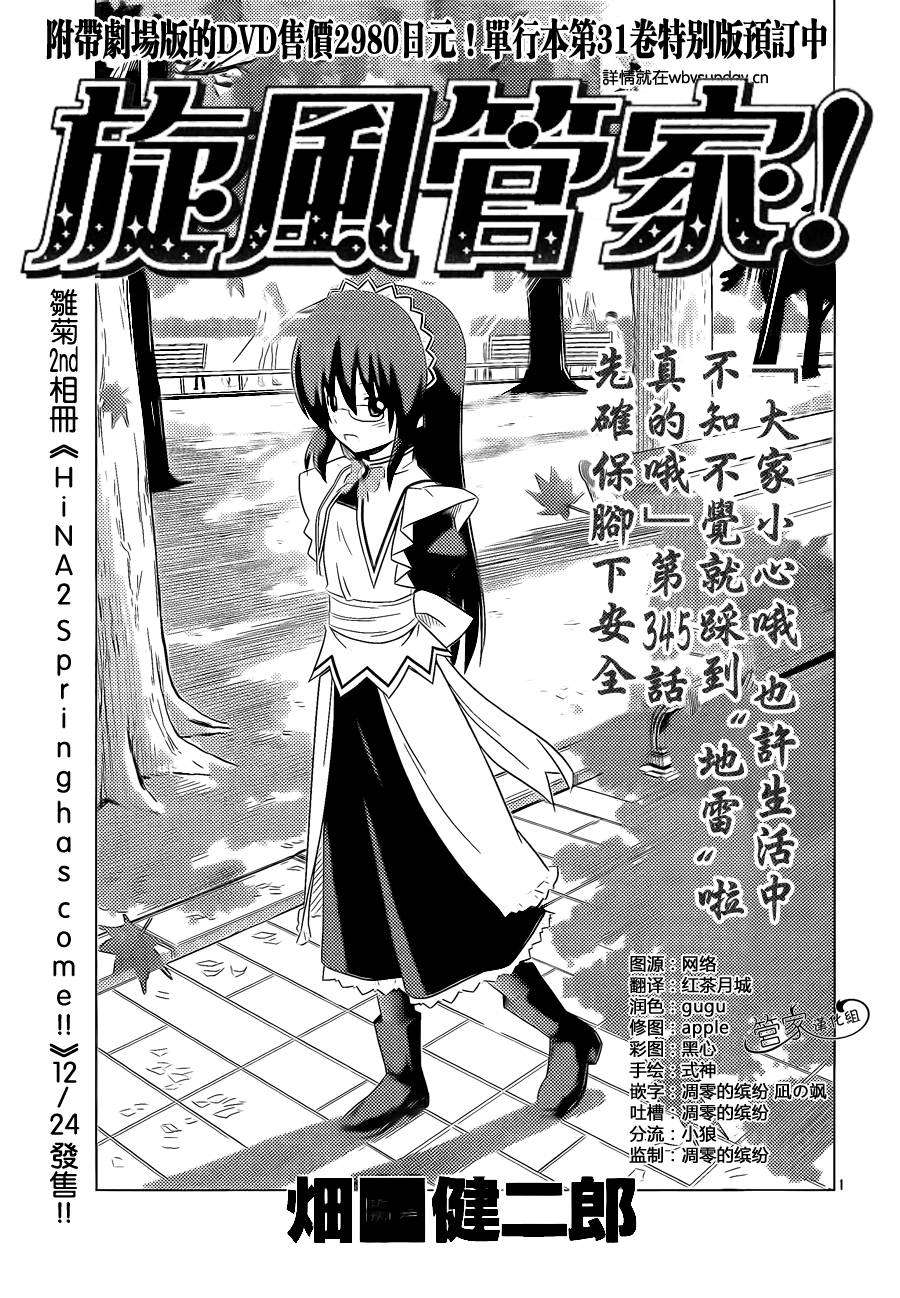 附帶劇場版的DVD售價2980日元！單行本第31卷特別版預訂中
詳情就在wbysunday.cn
旋風管家！
「大家小心哦 也許生活中
不知不覺就踩到“地雷“啦
真的哦」第345話
先確保腳下安全
雛菊2nd相冊《HiNA2 Spring has come!!》12/24發售!!
图源：网络
翻译：红茶月城
润色：gugu
修图：apple
彩图：黑心
手绘：式神
嵌字：凋零的缤纷 凪の飒
吐槽：凋零的缤纷
分流：小狼
监制：凋零的缤纷
管家漢化組
畑健二郎
1